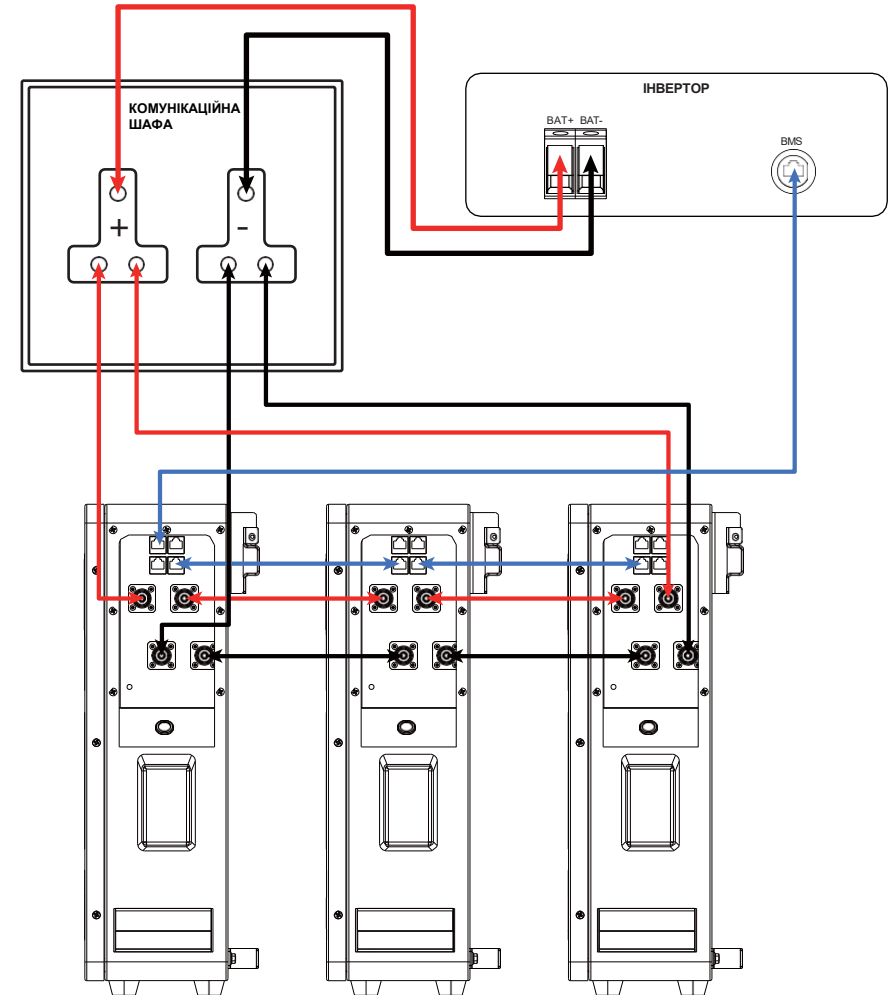 КОМУНІКАЦІЙНА
ШАФА
+
-
ІНВЕРТОР
BAT+ BAT-
BMS